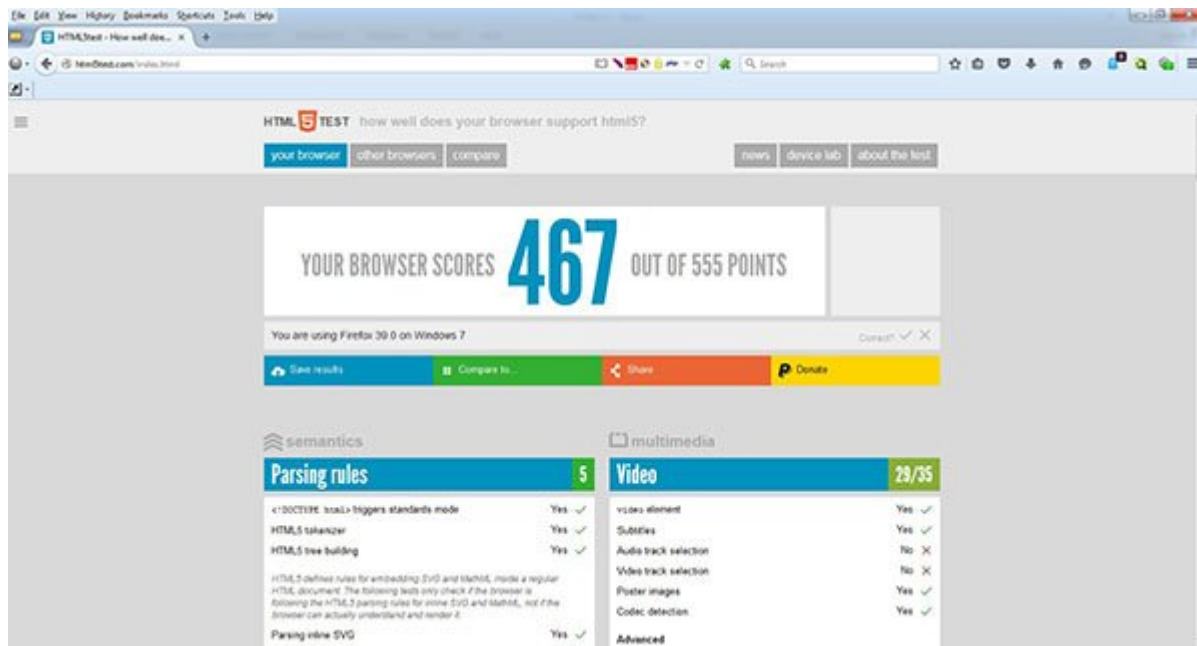 File Edit View History Bookmarks Shortcuts Tools Help
HTML5test - How well doe... × +
html5test.com/index.html
Search
HTML 5 TEST how well does your browser support html5?
your browser other browsers compare news device lab about the test
YOUR BROWSER SCORES 467 OUT OF 555 POINTS
You are using Firefox 39.0 on Windows 7 Correct?
Save results Compare to... Share Donate
semantics
Parsing rules 5
<!DOCTYPE html> triggers standards mode Yes ✓
HTML5 tokenizer Yes ✓
HTML5 tree building Yes ✓
HTML5 defines rules for embedding SVG and MathML inside a regular
HTML document. The following tests only check if the browser is
following the HTML5 parsing rules for inline SVG and MathML, not if the
browser can actually understand and render it.
Parsing inline SVG Yes ✓
multimedia
Video 29/35
video element Yes ✓
Subtitles Yes ✓
Audio track selection No ✕
Video track selection No ✕
Poster images Yes ✓
Codec detection Yes ✓
Advanced